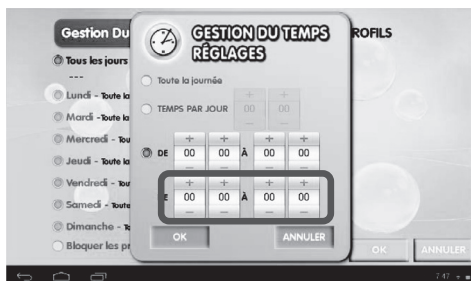 Gestion Du
ROFILS
GESTION DU TEMPS
RÉGLAGES
Tous les jours
---
Toute la journée
Lundi - Toute la
TEMPS PAR JOUR + 00 - + 00 -
Mardi - Toute la
Mercredi - Tou
DE + 00 - + 00 - À + 00 - + 00 -
Jeudi - Toute la
Vendredi - Tou
E + 00 - + 00 - À + 00 - + 00 -
Samedi - Toute
Dimanche - To
Bloquer les pr
OK ANNULER
OK ANNULER
7:47